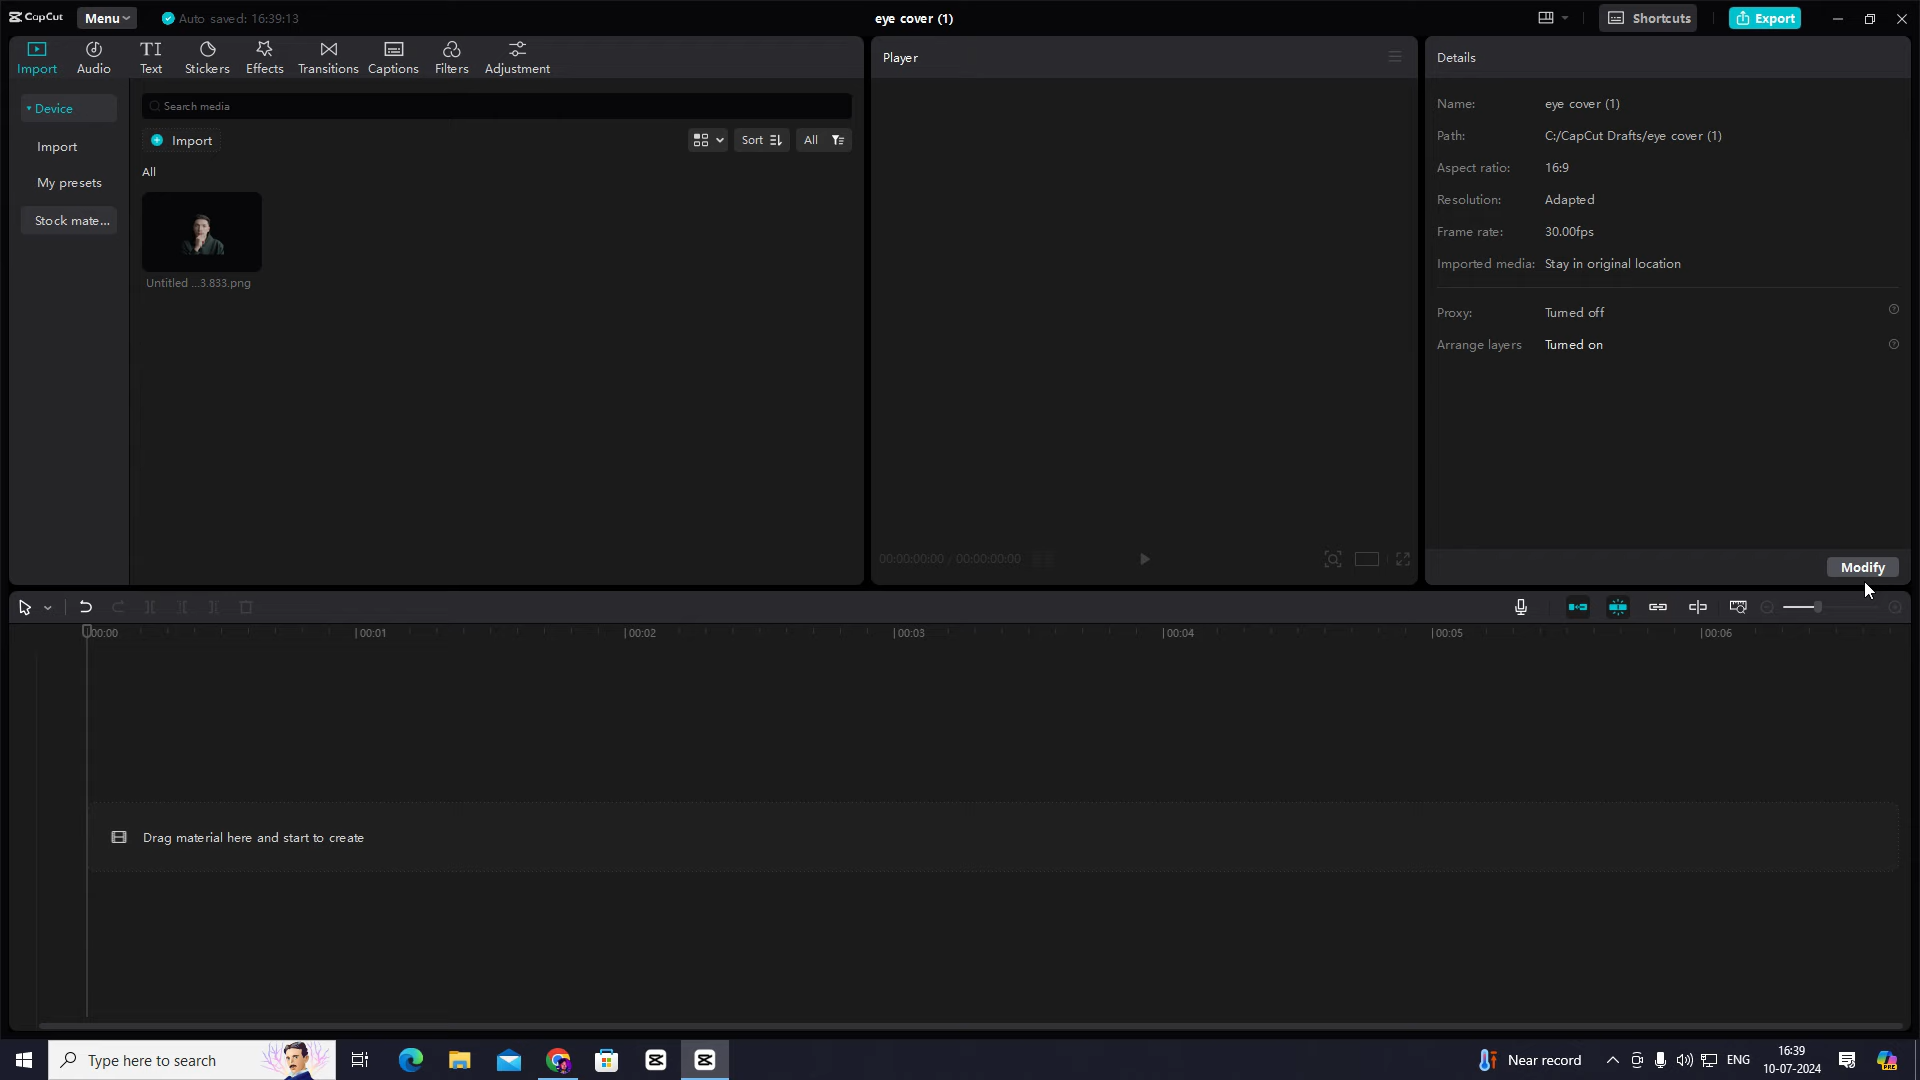 CapCut
Menu
Auto saved: 16:39:13
eye cover (1)
Shortcuts
Export
Import
Audio
TI
Text
Stickers
Effects
Transitions
Captions
Filters
Adjustment
Player
Details
Device
Import
My presets
Stock mate...
Search media
Import
Sort
All
All
Untitled ...3.833.png
Name: eye cover (1)
Path: C:/CapCut Drafts/eye cover (1)
Aspect ratio: 16:9
Resolution: Adapted
Frame rate: 30.00fps
Imported media: Stay in original location
Proxy: Turned off
Arrange layers Turned on
00:00:00:00 / 00:00:00:00
Modify
00:00
00:01
00:02
00:03
00:04
00:05
00:06
Drag material here and start to create
Type here to search
Near record
ENG
16:39
10-07-2024
PRE